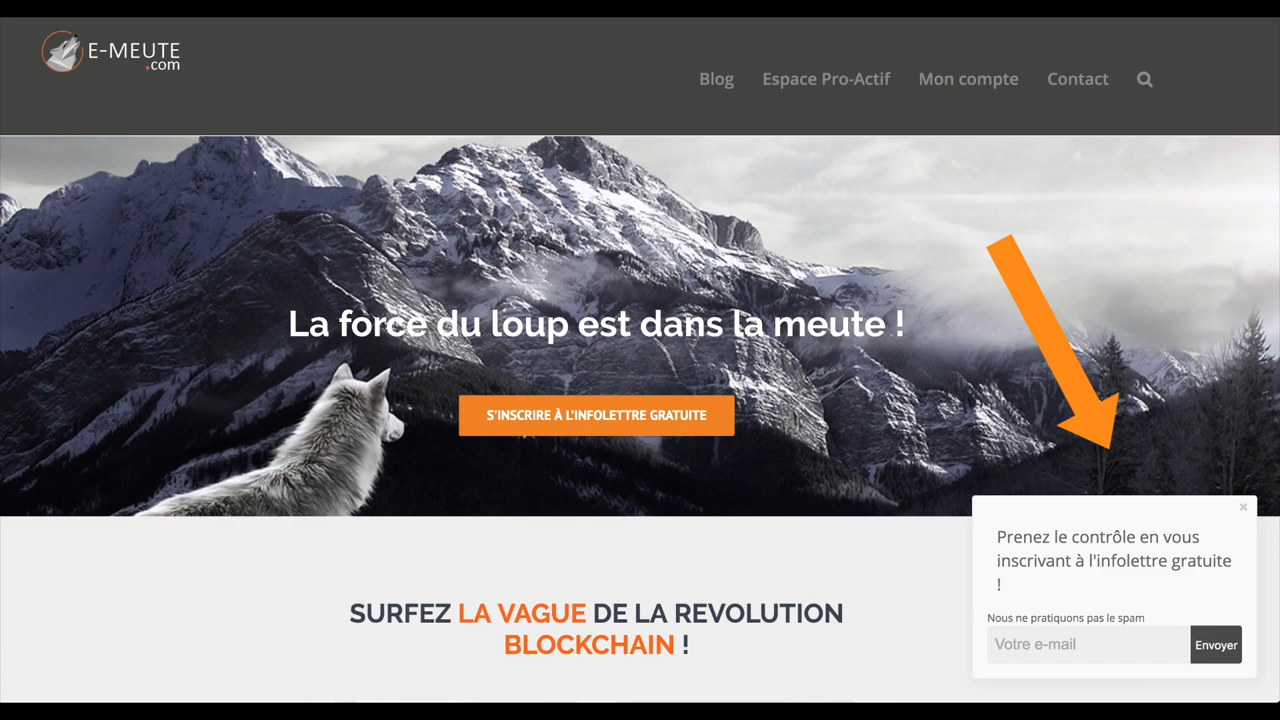 E-MEUTE
.com
Blog Espace Pro-Actif Mon compte Contact
La force du loup est dans la meute !
S'INSCRIRE À L'INFOLETTRE GRATUITE
Prenez le contrôle en vous
inscrivant à l'infolettre gratuite
!
Nous ne pratiquons pas le spam
Votre e-mail Envoyer
SURFEZ LA VAGUE DE LA REVOLUTION
BLOCKCHAIN !